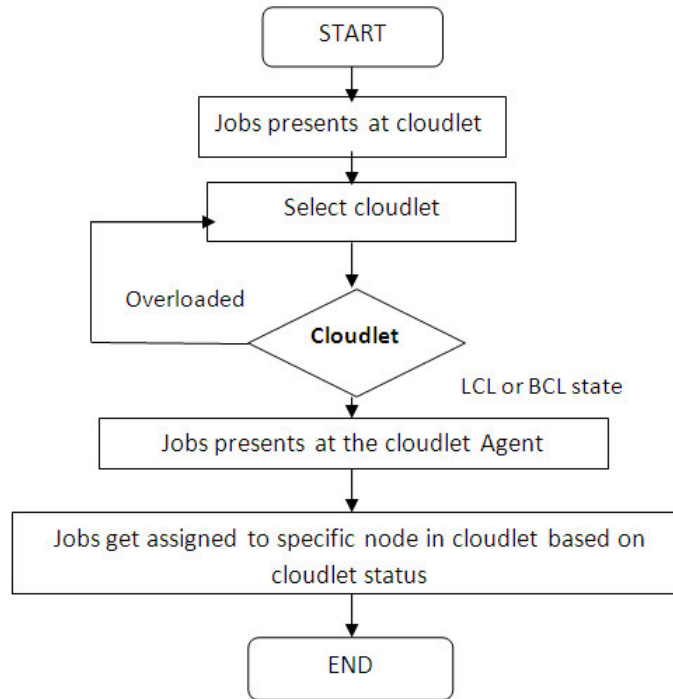 START
Jobs presents at cloudlet
Select cloudlet
Overloaded
Cloudlet
LCL or BCL state
Jobs presents at the cloudlet Agent
Jobs get assigned to specific node in cloudlet based on
cloudlet status
END